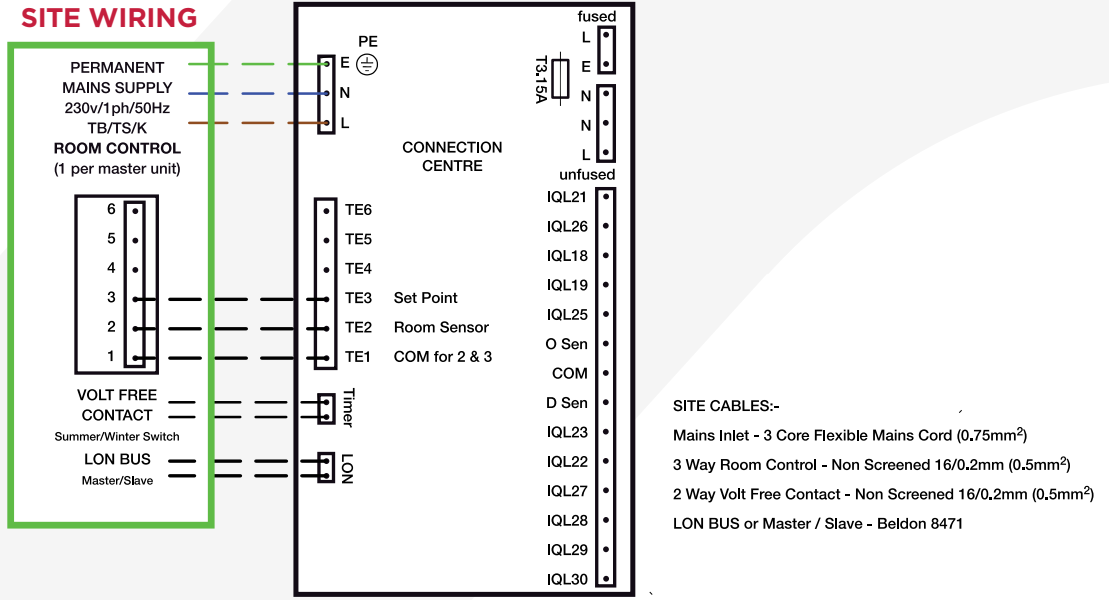 SITE WIRING
PERMANENT
MAINS SUPPLY
230v/1ph/50Hz
TB/TS/K
ROOM CONTROL
(1 per master unit)
6
5
4
3
2
1
VOLT FREE
CONTACT
Summer/Winter Switch
LON BUS
Master/Slave
PE
E
N
L
CONNECTION
CENTRE
TE6
TE5
TE4
TE3 Set Point
TE2 Room Sensor
TE1 COM for 2 & 3
Timer
LON
T3.15A
fused
L
E
N
N
L
unfused
IQL21
IQL26
IQL18
IQL19
IQL25
O Sen
COM
D Sen
IQL23
IQL22
IQL27
IQL28
IQL29
IQL30
SITE CABLES:-
Mains Inlet - 3 Core Flexible Mains Cord (0.75mm²)
3 Way Room Control - Non Screened 16/0.2mm (0.5mm²)
2 Way Volt Free Contact - Non Screened 16/0.2mm (0.5mm²)
LON BUS or Master / Slave - Beldon 8471